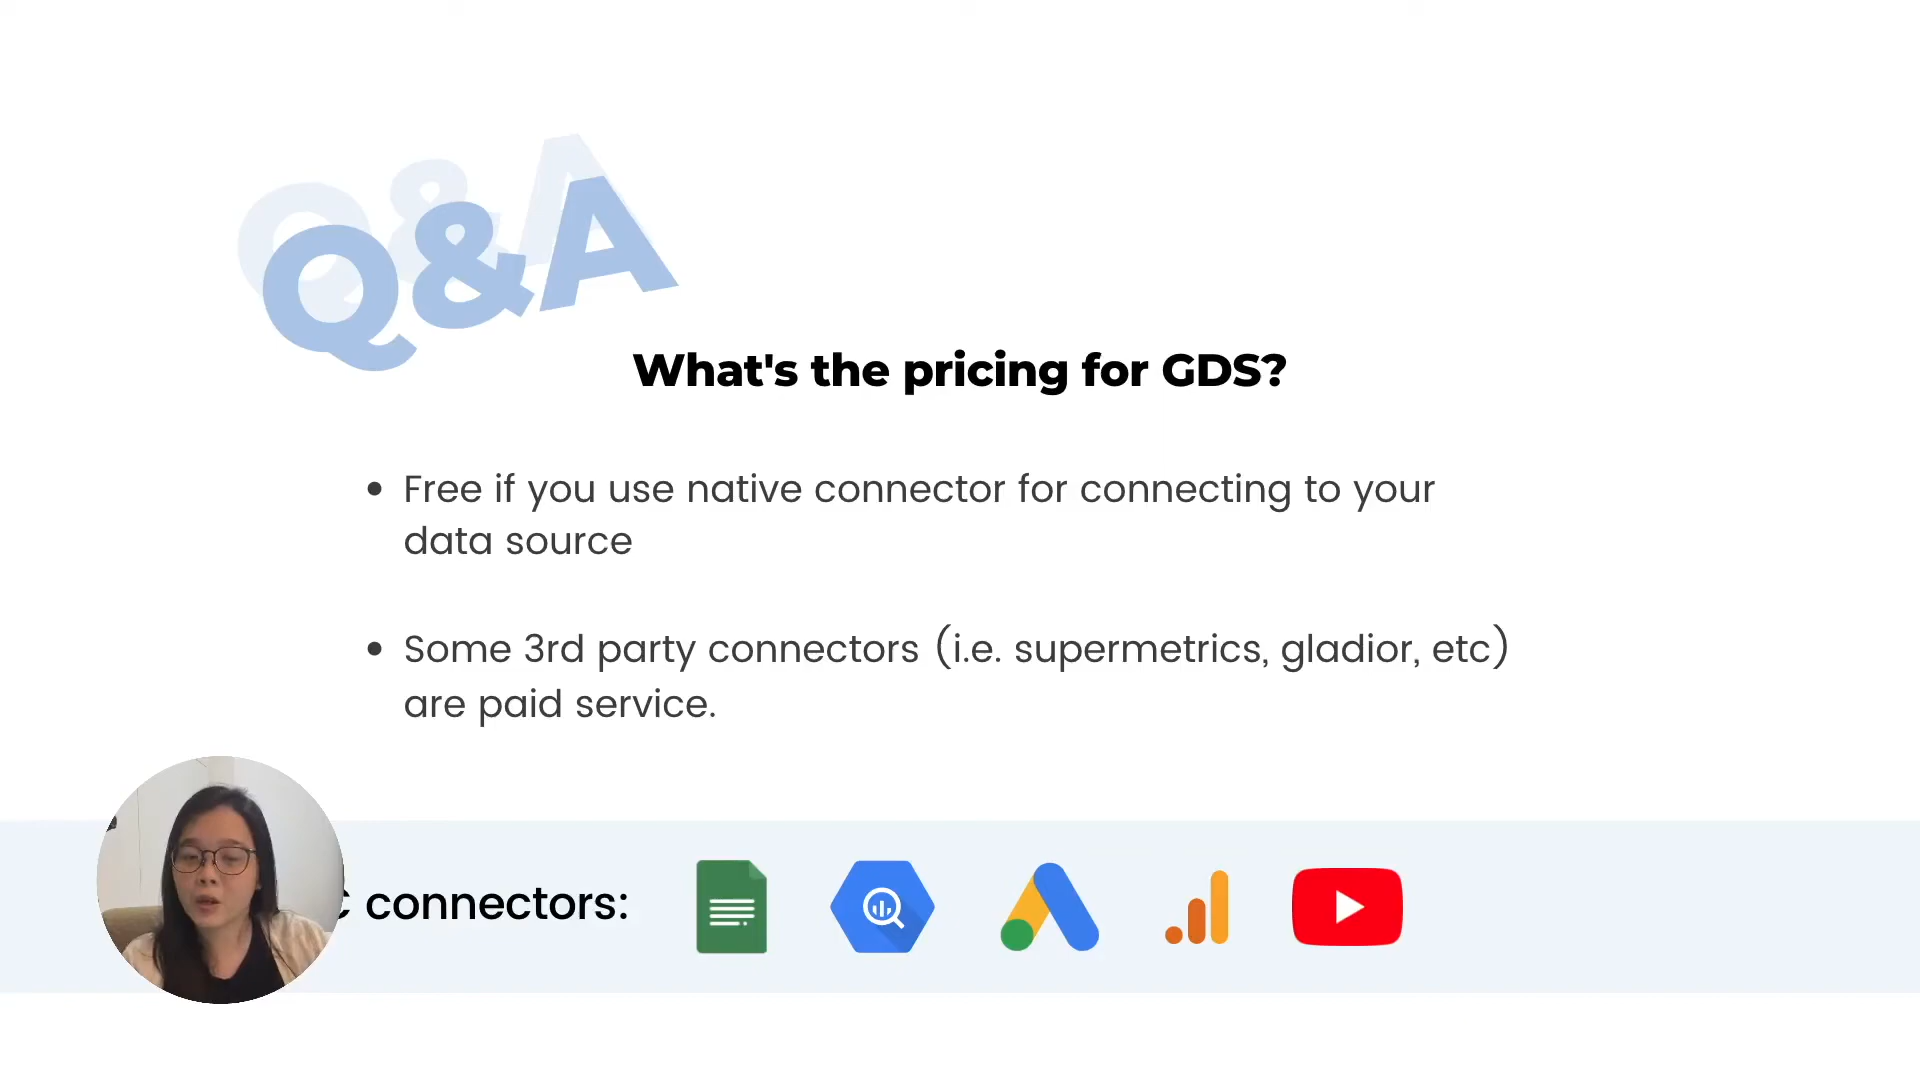 Q&A
Q&A
What's the pricing for GDS?
• Free if you use native connector for connecting to your
data source
• Some 3rd party connectors (i.e. supermetrics, gladior, etc)
are paid service.
connectors: